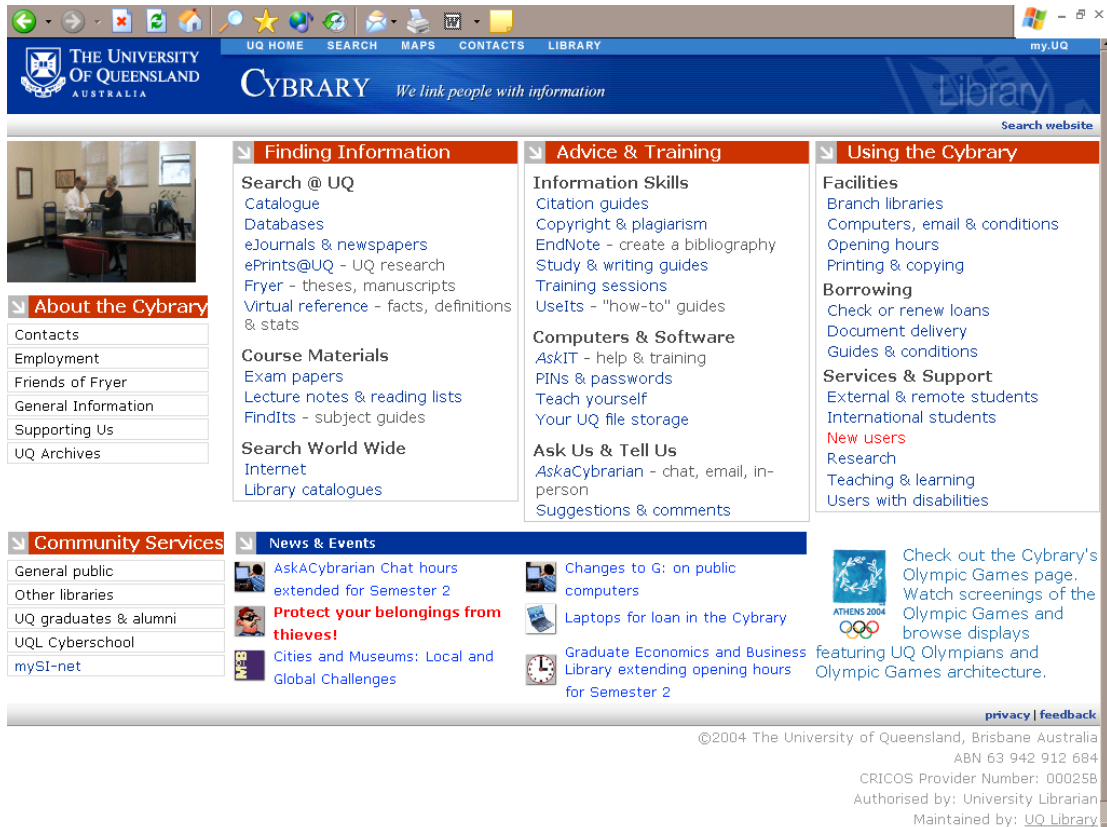 THE UNIVERSITY
OF QUEENSLAND
AUSTRALIA
UQ HOME SEARCH MAPS CONTACTS LIBRARY
my.UQ
CYBRARY We link people with information
Library
Search website
About the Cybrary
Contacts
Employment
Friends of Fryer
General Information
Supporting Us
UQ Archives
Finding Information
Search @ UQ
Catalogue
Databases
eJournals & newspapers
ePrints@UQ - UQ research
Fryer - theses, manuscripts
Virtual reference - facts, definitions
& stats
Course Materials
Exam papers
Lecture notes & reading lists
FindIts - subject guides
Search World Wide
Internet
Library catalogues
Advice & Training
Information Skills
Citation guides
Copyright & plagiarism
EndNote - create a bibliography
Study & writing guides
Training sessions
UseIts - "how-to" guides
Computers & Software
AskIT - help & training
PINs & passwords
Teach yourself
Your UQ file storage
Ask Us & Tell Us
AskaCybrarian - chat, email, in-
person
Suggestions & comments
Using the Cybrary
Facilities
Branch libraries
Computers, email & conditions
Opening hours
Printing & copying
Borrowing
Check or renew loans
Document delivery
Guides & conditions
Services & Support
External & remote students
International students
New users
Research
Teaching & learning
Users with disabilities
Community Services
General public
Other libraries
UQ graduates & alumni
UQL Cyberschool
mySI-net
News & Events
AskACybrarian Chat hours
extended for Semester 2
Protect your belongings from
thieves!
Cities and Museums: Local and
Global Challenges
Changes to G: on public
computers
Laptops for loan in the Cybrary
Graduate Economics and Business
Library extending opening hours
for Semester 2
ATHENS 2004
Check out the Cybrary's
Olympic Games page.
Watch screenings of the
Olympic Games and
browse displays
featuring UQ Olympians and
Olympic Games architecture.
privacy | feedback
©2004 The University of Queensland, Brisbane Australia
ABN 63 942 912 684
CRICOS Provider Number: 00025B
Authorised by: University Librarian
Maintained by: UQ Library